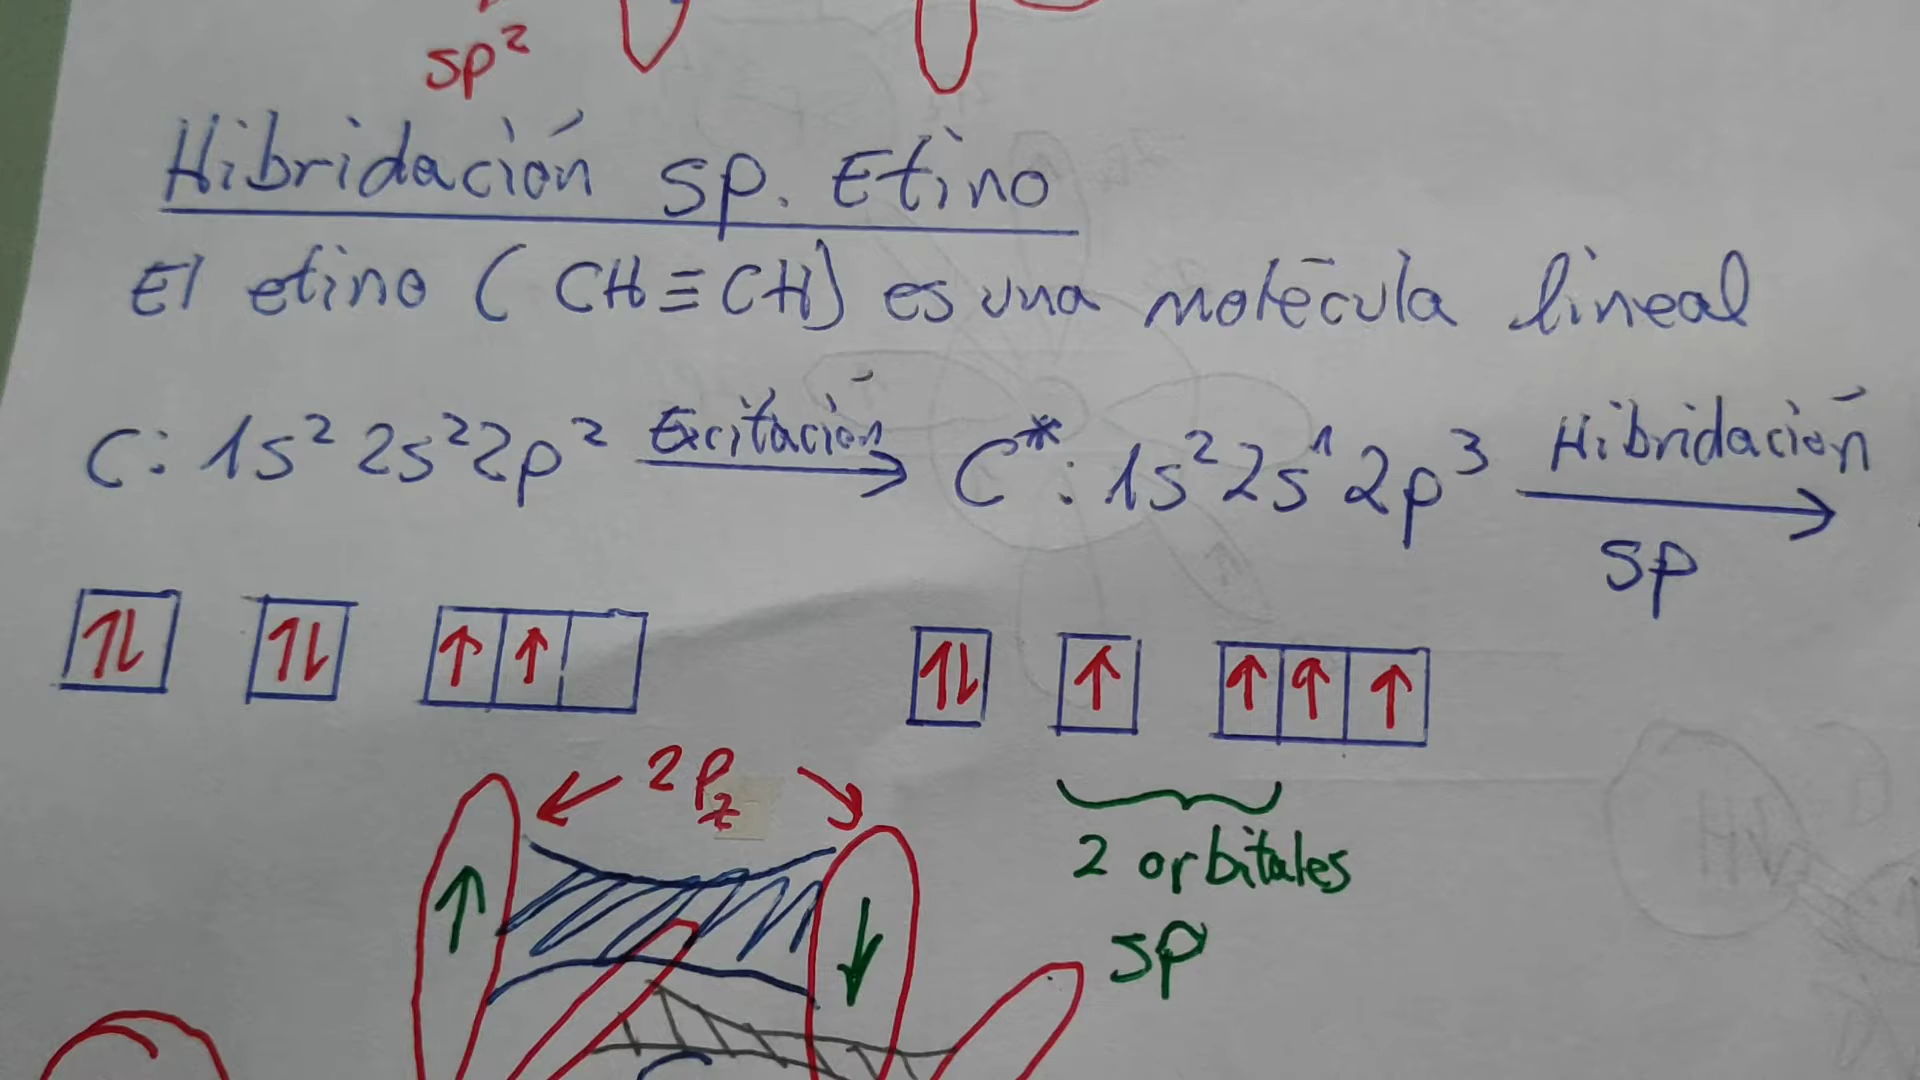 sp²
Hibridación sp. Etino
El etino (CH≡CH) es una molécula lineal
C: 1s² 2s² 2p² Excitación C*: 1s² 2s¹ 2p³ Hibridación
sp
2p_z
2 orbitales
sp